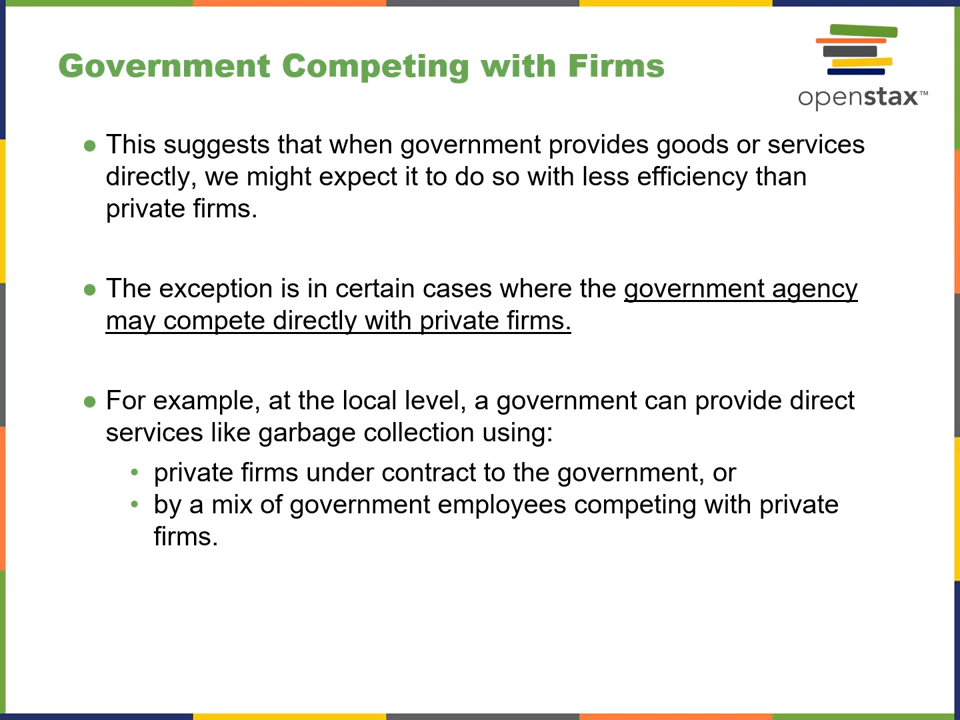 Government Competing with Firms
openstax™
● This suggests that when government provides goods or services
directly, we might expect it to do so with less efficiency than
private firms.
● The exception is in certain cases where the government agency
may compete directly with private firms.
● For example, at the local level, a government can provide direct
services like garbage collection using:
• private firms under contract to the government, or
• by a mix of government employees competing with private
firms.